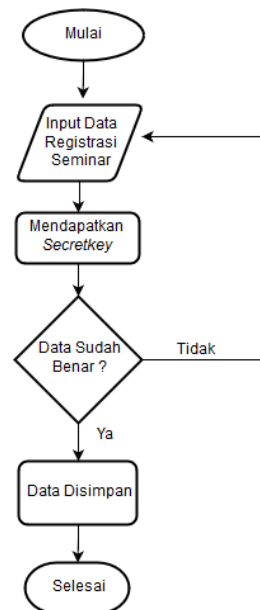 Mulai
Input Data
Registrasi
Seminar
Mendapatkan
Secretkey
Data Sudah
Benar ?
Tidak
Ya
Data Disimpan
Selesai